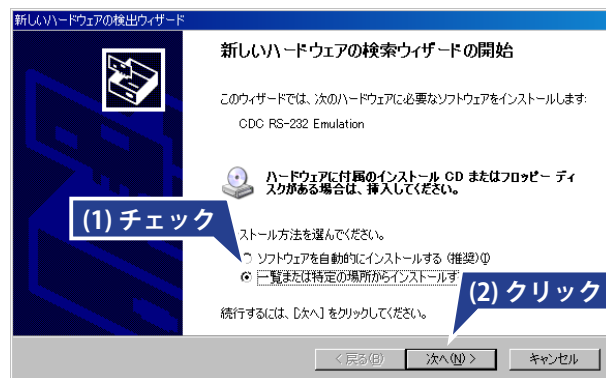 新しいハードウェアの検出ウィザード
新しいハードウェアの検索ウィザードの開始
このウィザードでは、次のハードウェアに必要なソフトウェアをインストールします:
CDC RS-232 Emulation
ハードウェアに付属のインストール CD またはフロッピー ディ
スクがある場合は、挿入してください。
(1) チェック
ストール方法を選んでください。
ソフトウェアを自動的にインストールする (推奨)(I)
一覧または特定の場所からインストールす
(2) クリック
続行するには、[次へ] をクリックしてください。
< 戻る(B)
次へ(N) >
キャンセル